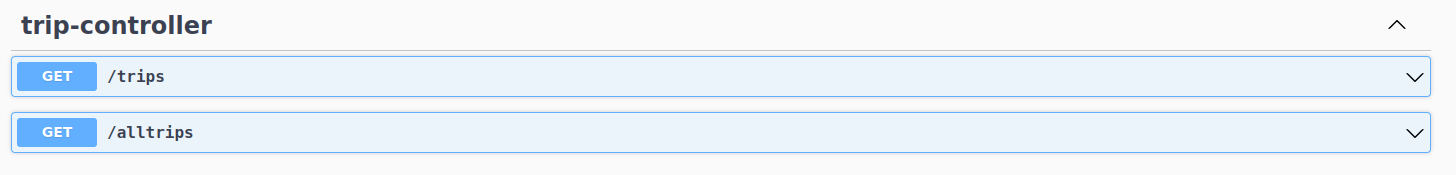 trip-controller
GET /trips
GET /alltrips